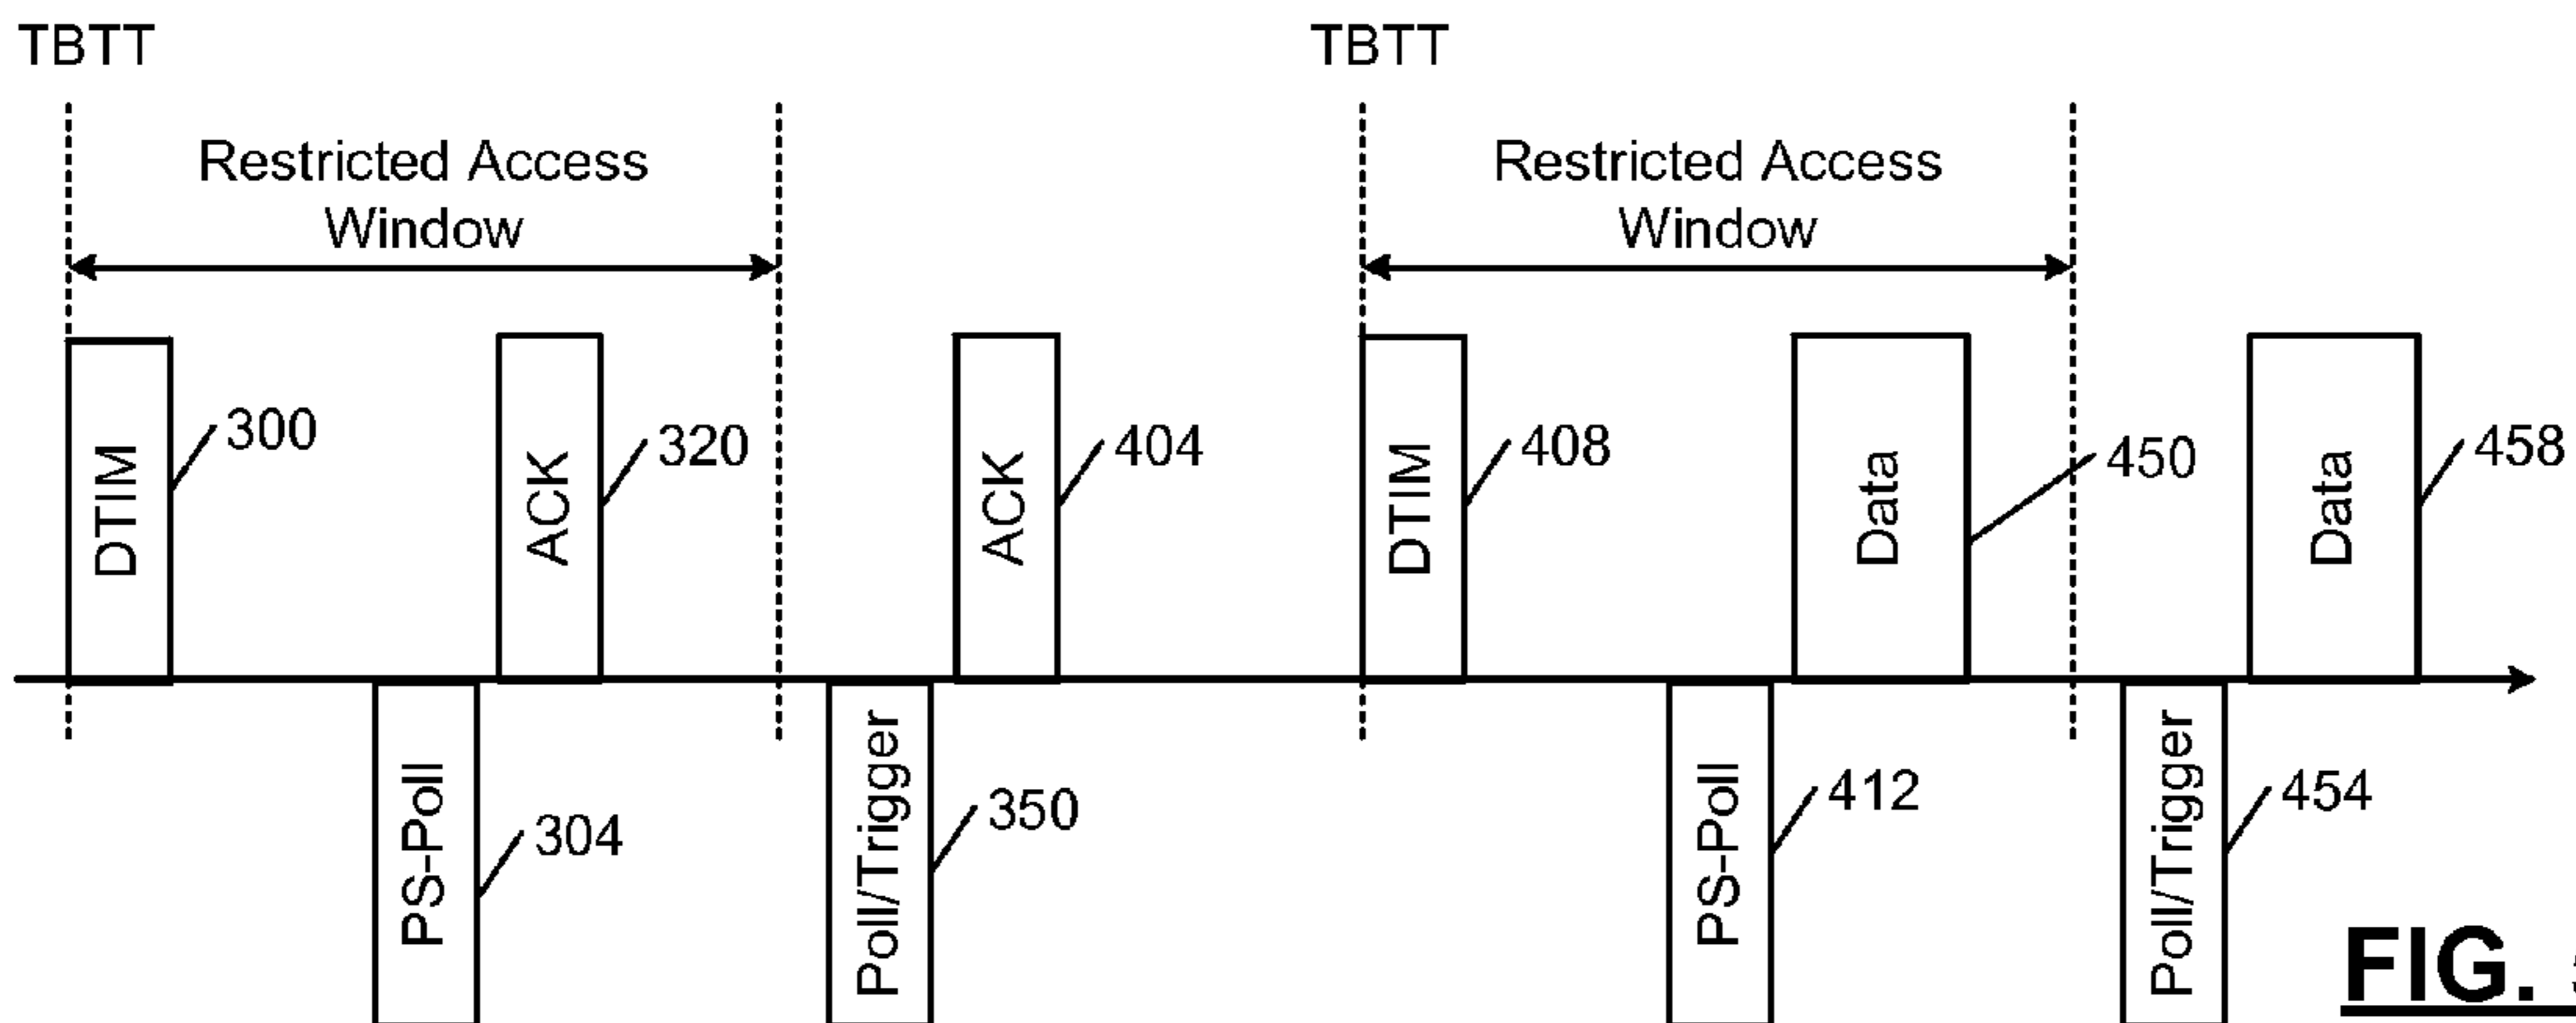 TBTT
TBTT
Restricted Access
Window
Restricted Access
Window
DTIM
300
ACK
320
ACK
404
DTIM
408
Data
450
Data
458
PS-Poll
304
Poll/Trigger
350
PS-Poll
412
Poll/Trigger
454
FIG.